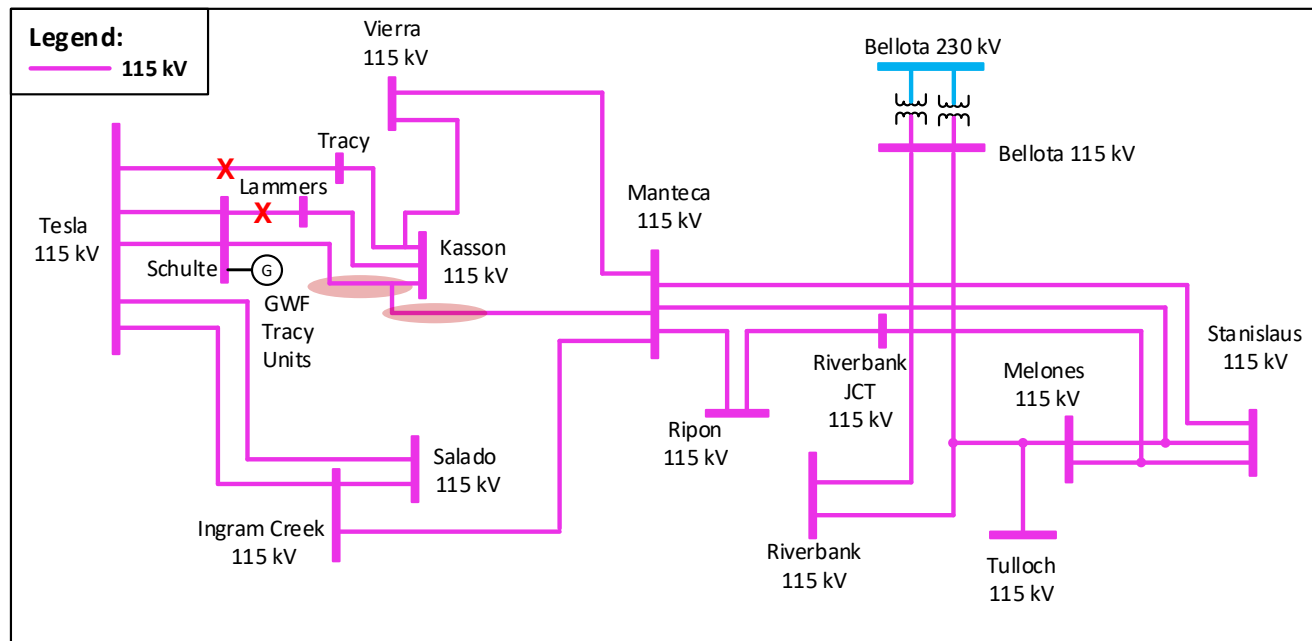 Legend:
115 kV
Vierra
115 kV
Bellota 230 kV
Tracy
Bellota 115 kV
X
Lammers
X
Manteca
115 kV
Tesla
115 kV
Kasson
115 kV
Schulte
G
GWF
Tracy
Units
Stanislaus
115 kV
Riverbank
JCT
115 kV
Melones
115 kV
Ripon
115 kV
Salado
115 kV
Ingram Creek
115 kV
Riverbank
115 kV
Tulloch
115 kV